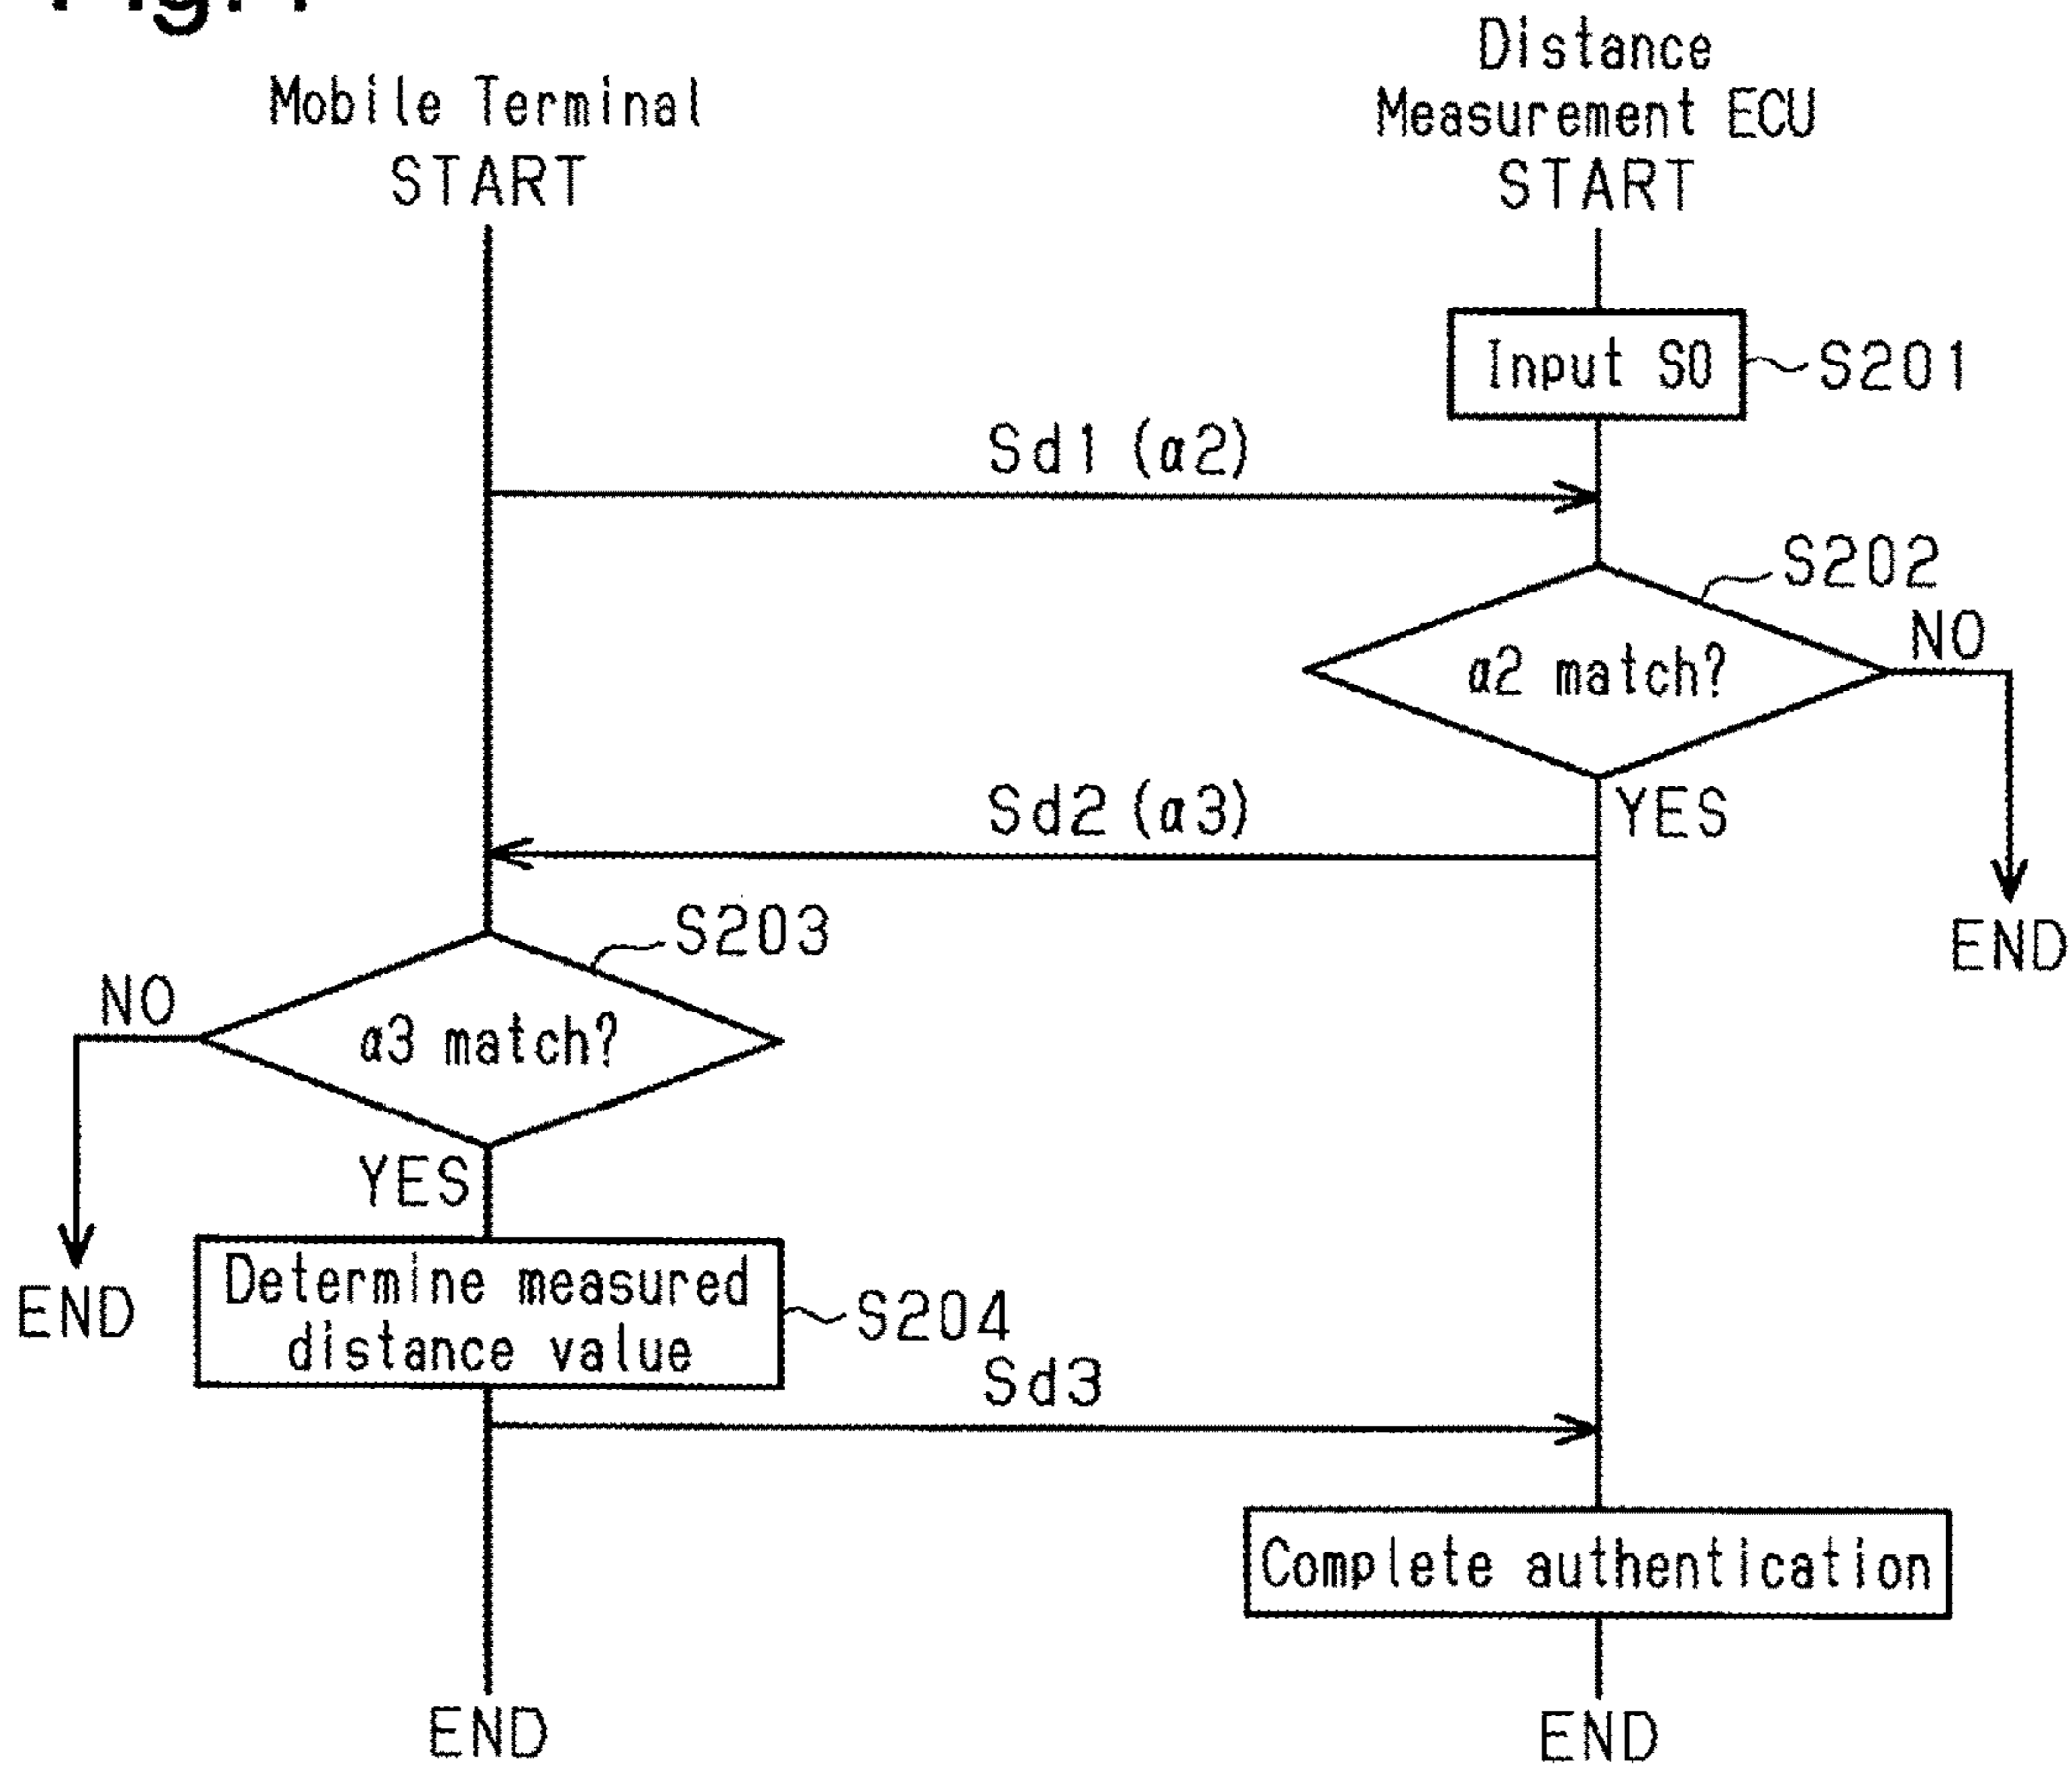 Mobile Terminal
START
Distance
Measurement ECU
START
Input S0
S201
Sd1 (α2)
S202
α2 match?
NO
YES
END
Sd2 (α3)
S203
α3 match?
NO
YES
END
Determine measured
distance value
S204
Sd3
Complete authentication
END
END